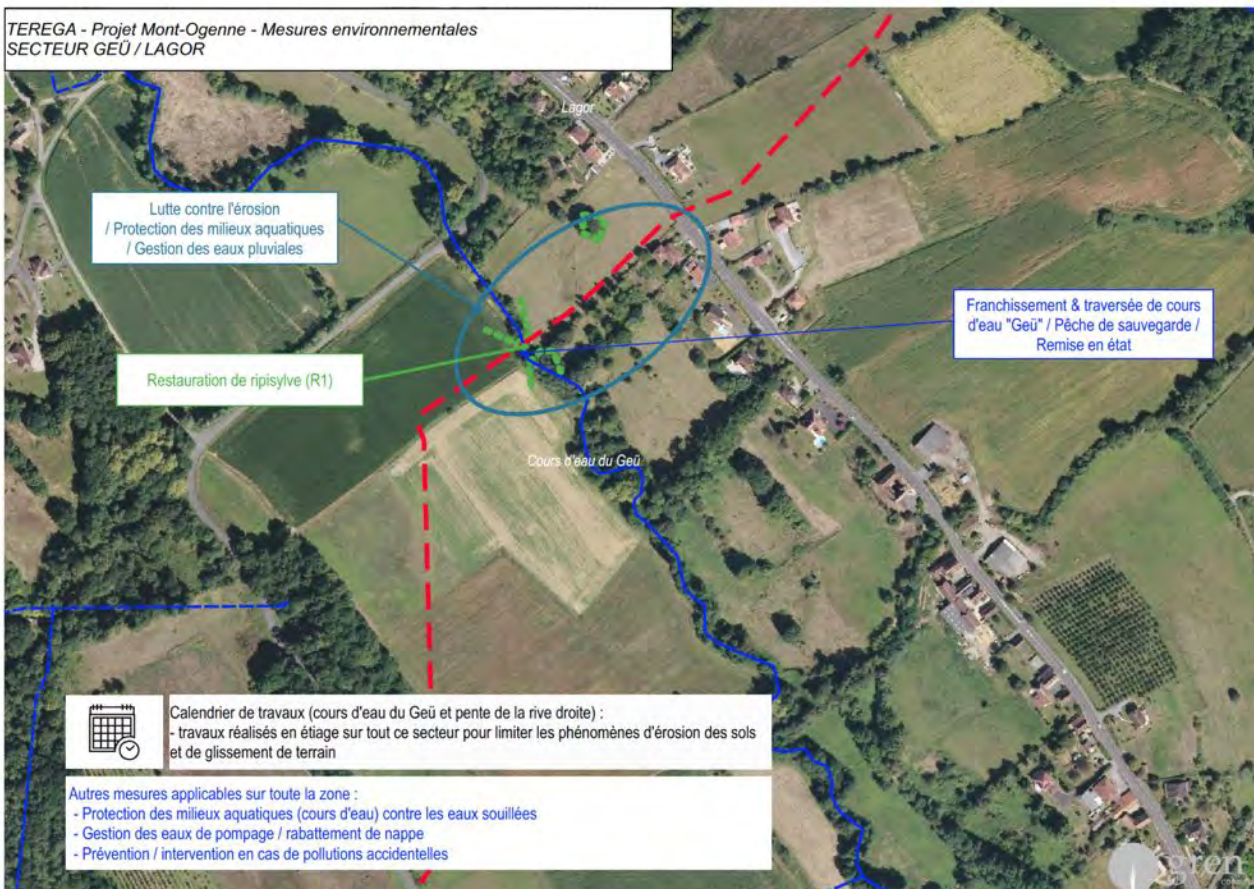 TEREGA - Projet Mont-Ogenne - Mesures environnementales
SECTEUR GEÜ / LAGOR
Lagor
Lutte contre l'érosion
/ Protection des milieux aquatiques
/ Gestion des eaux pluviales
Franchissement & traversée de cours
d'eau "Geü" / Pêche de sauvegarde /
Remise en état
Restauration de ripisylve (R1)
Cours d'eau du Geü
Calendrier de travaux (cours d'eau du Geü et pente de la rive droite) :
- travaux réalisés en étiage sur tout ce secteur pour limiter les phénomènes d'érosion des sols
et de glissement de terrain
Autres mesures applicables sur toute la zone :
- Protection des milieux aquatiques (cours d'eau) contre les eaux souillées
- Gestion des eaux de pompage / rabattement de nappe
- Prévention / intervention en cas de pollutions accidentelles
gren